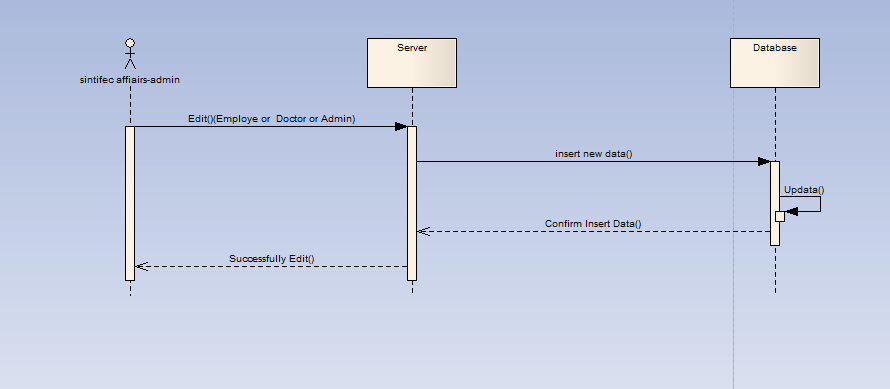 Server
Database
sintifec affiairs-admin
Edit()(Employe or Doctor or Admin)
insert new data()
Updata()
Confirm Insert Data()
Successfully Edit()